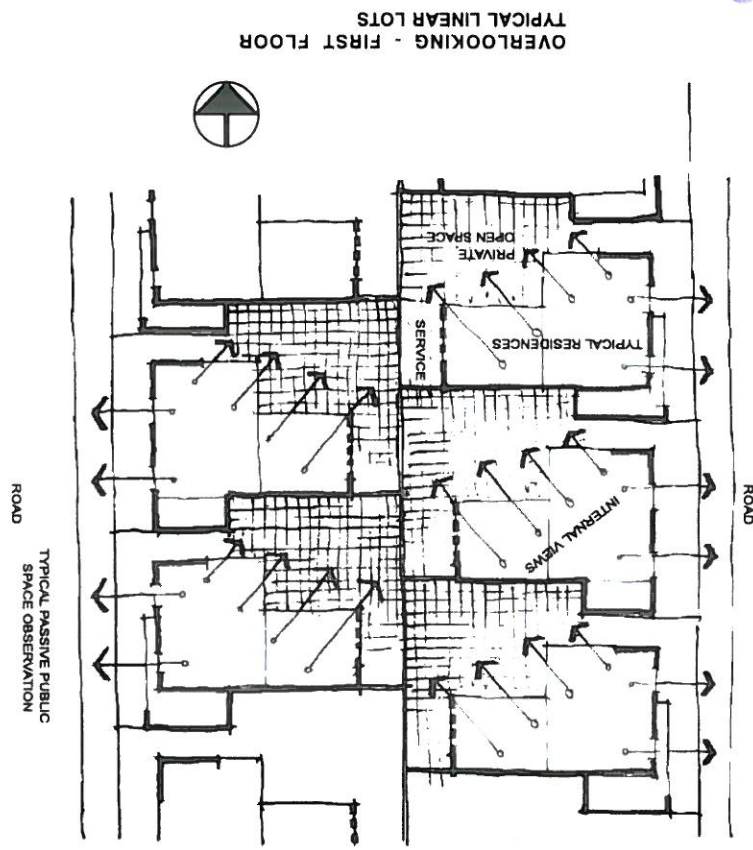 OVERLOOKING - FIRST FLOOR
TYPICAL LINEAR LOTS
ROAD
TYPICAL PASSIVE PUBLIC
SPACE OBSERVATION
ROAD
INTERNAL VIEWS
SERVICE
TYPICAL RESIDENCES
PRIVATE
OPEN SPACE